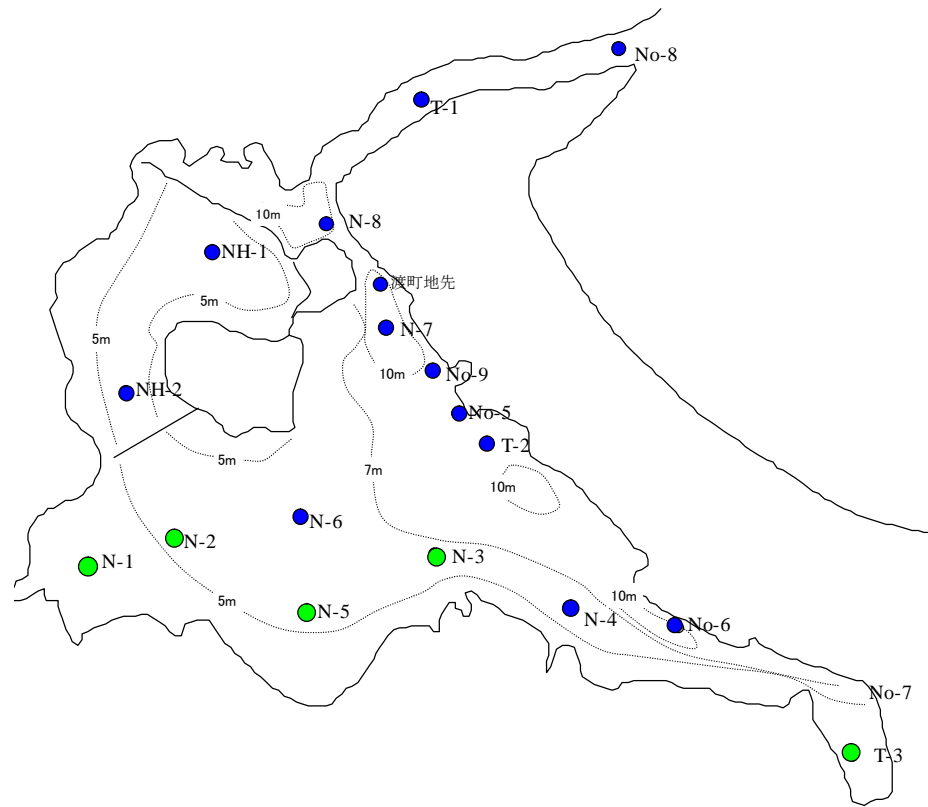 No-8
T-1
10m
N-8
NH-1
渡町地先
5m
N-7
5m
10m
No-9
NH-2
No-5
T-2
5m
7m
10m
N-6
N-2
N-3
N-1
10m
5m
N-5
N-4
No-6
No-7
T-3